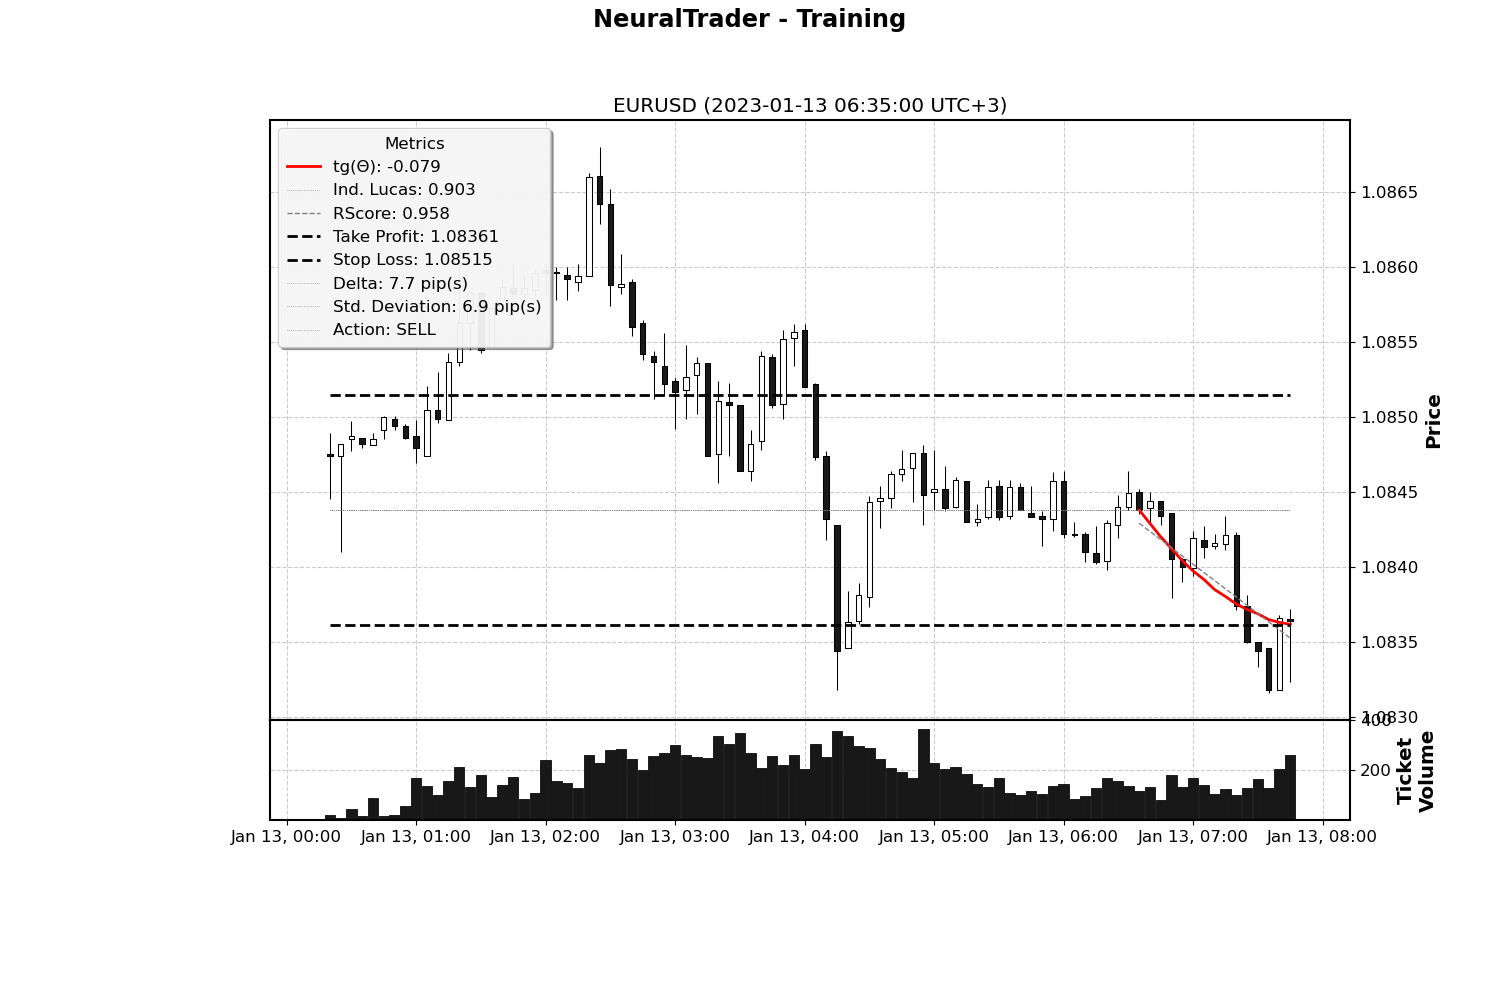 NeuralTrader - Training
EURUSD (2023-01-13 06:35:00 UTC+3)
Metrics
tg(Θ): -0.079
Ind. Lucas: 0.903
RScore: 0.958
Take Profit: 1.08361
Stop Loss: 1.08515
Delta: 7.7 pip(s)
Std. Deviation: 6.9 pip(s)
Action: SELL
1.0865
1.0860
1.0855
1.0850
1.0845
1.0840
1.0835
1.0830
Price
400
200
Ticket
Volume
Jan 13, 00:00
Jan 13, 01:00
Jan 13, 02:00
Jan 13, 03:00
Jan 13, 04:00
Jan 13, 05:00
Jan 13, 06:00
Jan 13, 07:00
Jan 13, 08:00